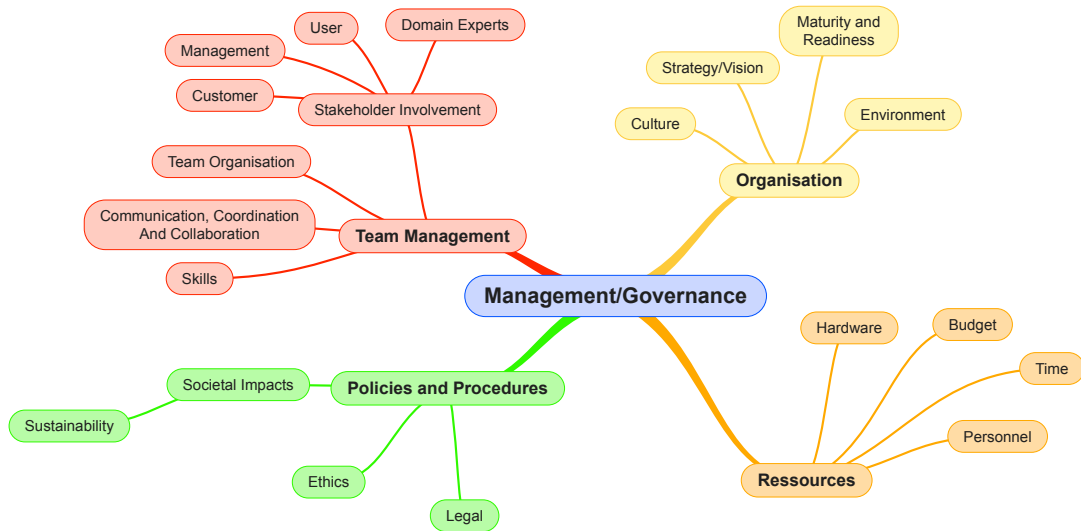 Domain Experts
User
Management
Customer
Stakeholder Involvement
Team Organisation
Communication, Coordination
And Collaboration
Skills
Team Management
Maturity and
Readiness
Strategy/Vision
Culture
Environment
Organisation
Management/Governance
Societal Impacts
Sustainability
Policies and Procedures
Ethics
Legal
Hardware
Budget
Time
Personnel
Ressources